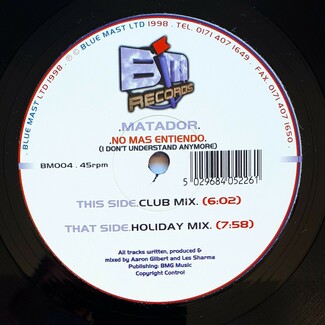 BLUE MAST LTD 1998 . ℗ © BLUE MAST LTD 1998 . TEL. 0171 407 1649 . FAX. 0171 407 1650 .
Bm
RECORDS
.MATADOR.
.NO MAS ENTIENDO.
(I DON'T UNDERSTAND ANYMORE)
BM004 . 45rpm
5 029684 052261
THIS SIDE.CLUB MIX. (6:02)
THAT SIDE.HOLIDAY MIX. (7:58)
All tracks written, produced &
mixed by Aaron Gilbert and Les Sharma
Publishing: BMG Music
Copyright Control